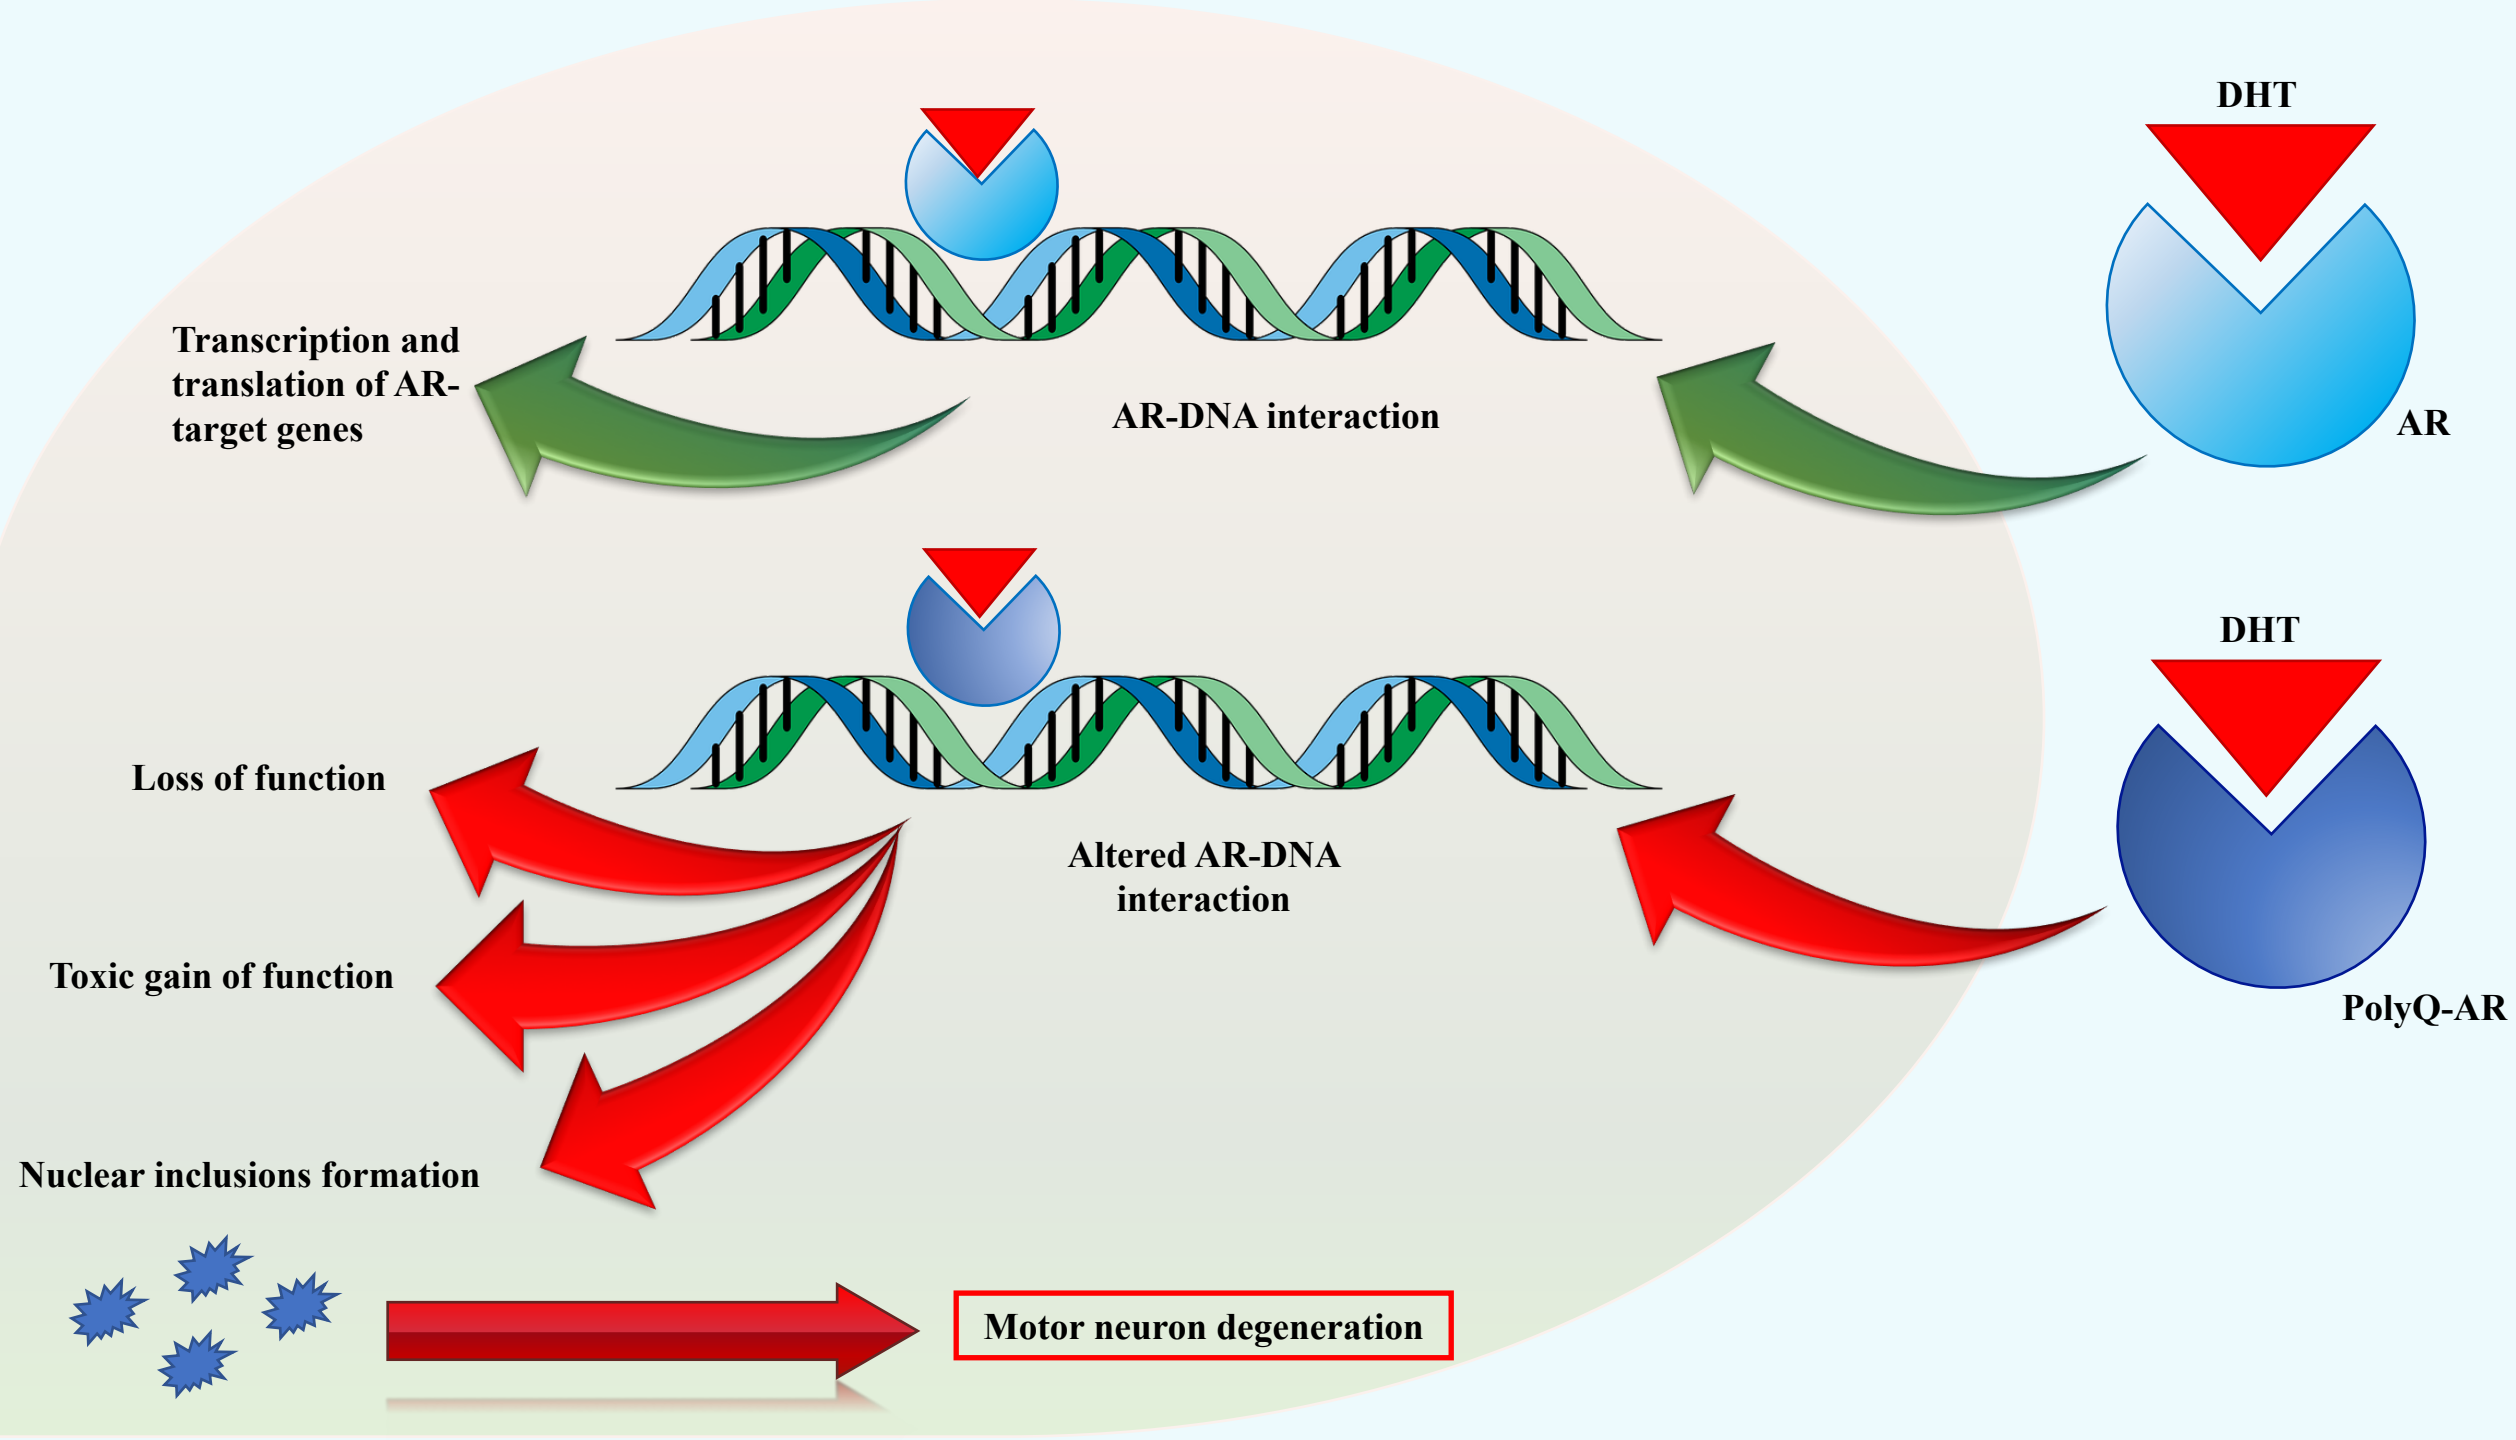 DHT
AR
Transcription and
translation of AR-
target genes
AR-DNA interaction
DHT
PolyQ-AR
Loss of function
Altered AR-DNA
interaction
Toxic gain of function
Nuclear inclusions formation
Motor neuron degeneration